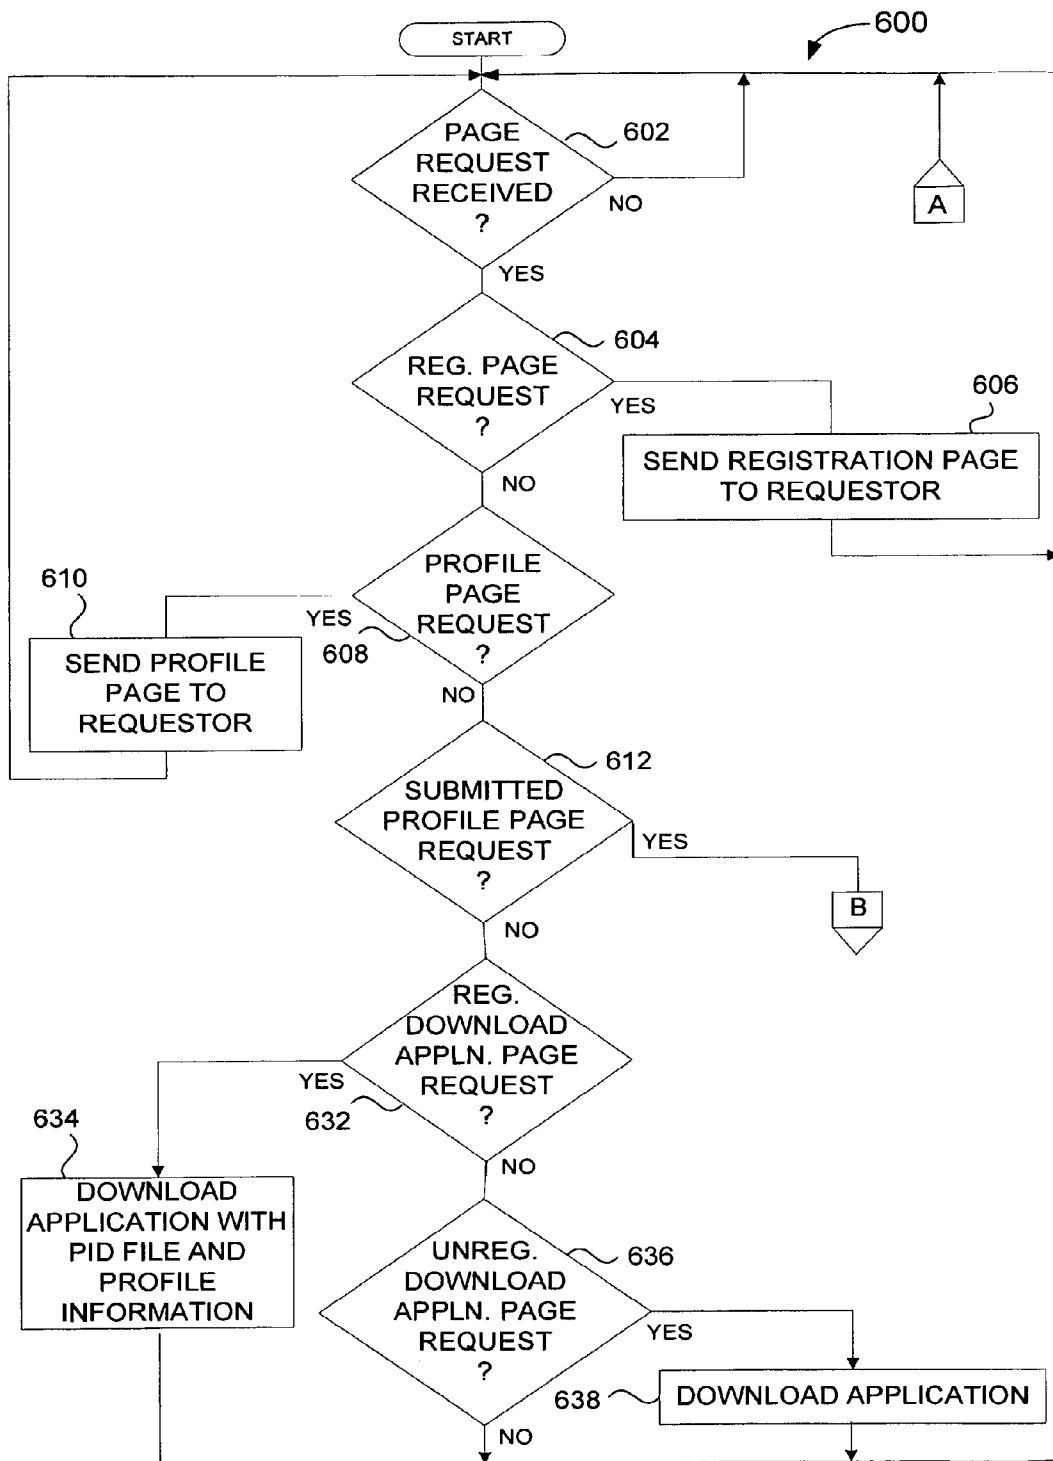 START
600
PAGE
REQUEST
RECEIVED
?
602
NO
A
YES
REG. PAGE
REQUEST
?
604
YES
606
SEND REGISTRATION PAGE
TO REQUESTOR
NO
PROFILE
PAGE
REQUEST
?
608
YES
610
SEND PROFILE
PAGE TO
REQUESTOR
NO
SUBMITTED
PROFILE PAGE
REQUEST
?
612
YES
B
NO
REG.
DOWNLOAD
APPLN. PAGE
REQUEST
?
632
YES
634
DOWNLOAD
APPLICATION WITH
PID FILE AND
PROFILE
INFORMATION
NO
UNREG.
DOWNLOAD
APPLN. PAGE
REQUEST
?
636
YES
638
DOWNLOAD APPLICATION
NO